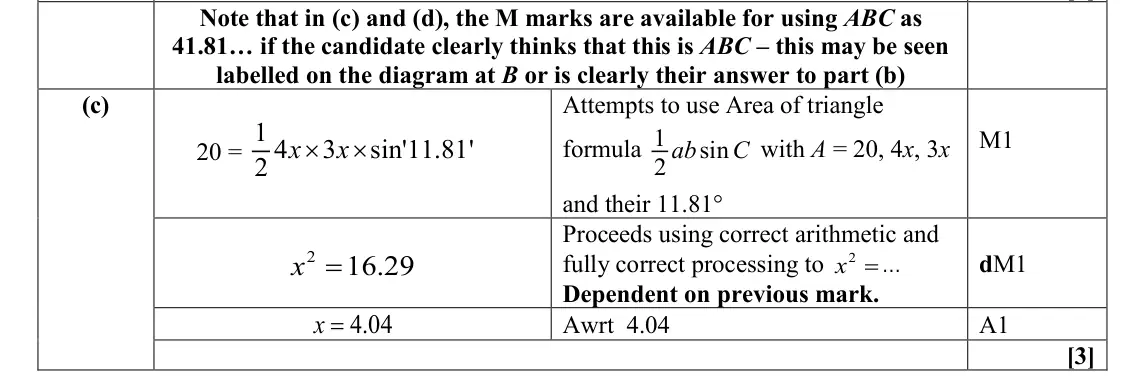 Note that in (c) and (d), the M marks are available for using ABC as
41.81… if the candidate clearly thinks that this is ABC – this may be seen
labelled on the diagram at B or is clearly their answer to part (b)
(c)
20 = 1/2 4x × 3x × sin'11.81'
Attempts to use Area of triangle
formula 1/2 ab sin C with A = 20, 4x, 3x
and their 11.81°
M1
x² = 16.29
Proceeds using correct arithmetic and
fully correct processing to x² = ...
Dependent on previous mark.
dM1
x = 4.04
Awrt 4.04
A1
[3]